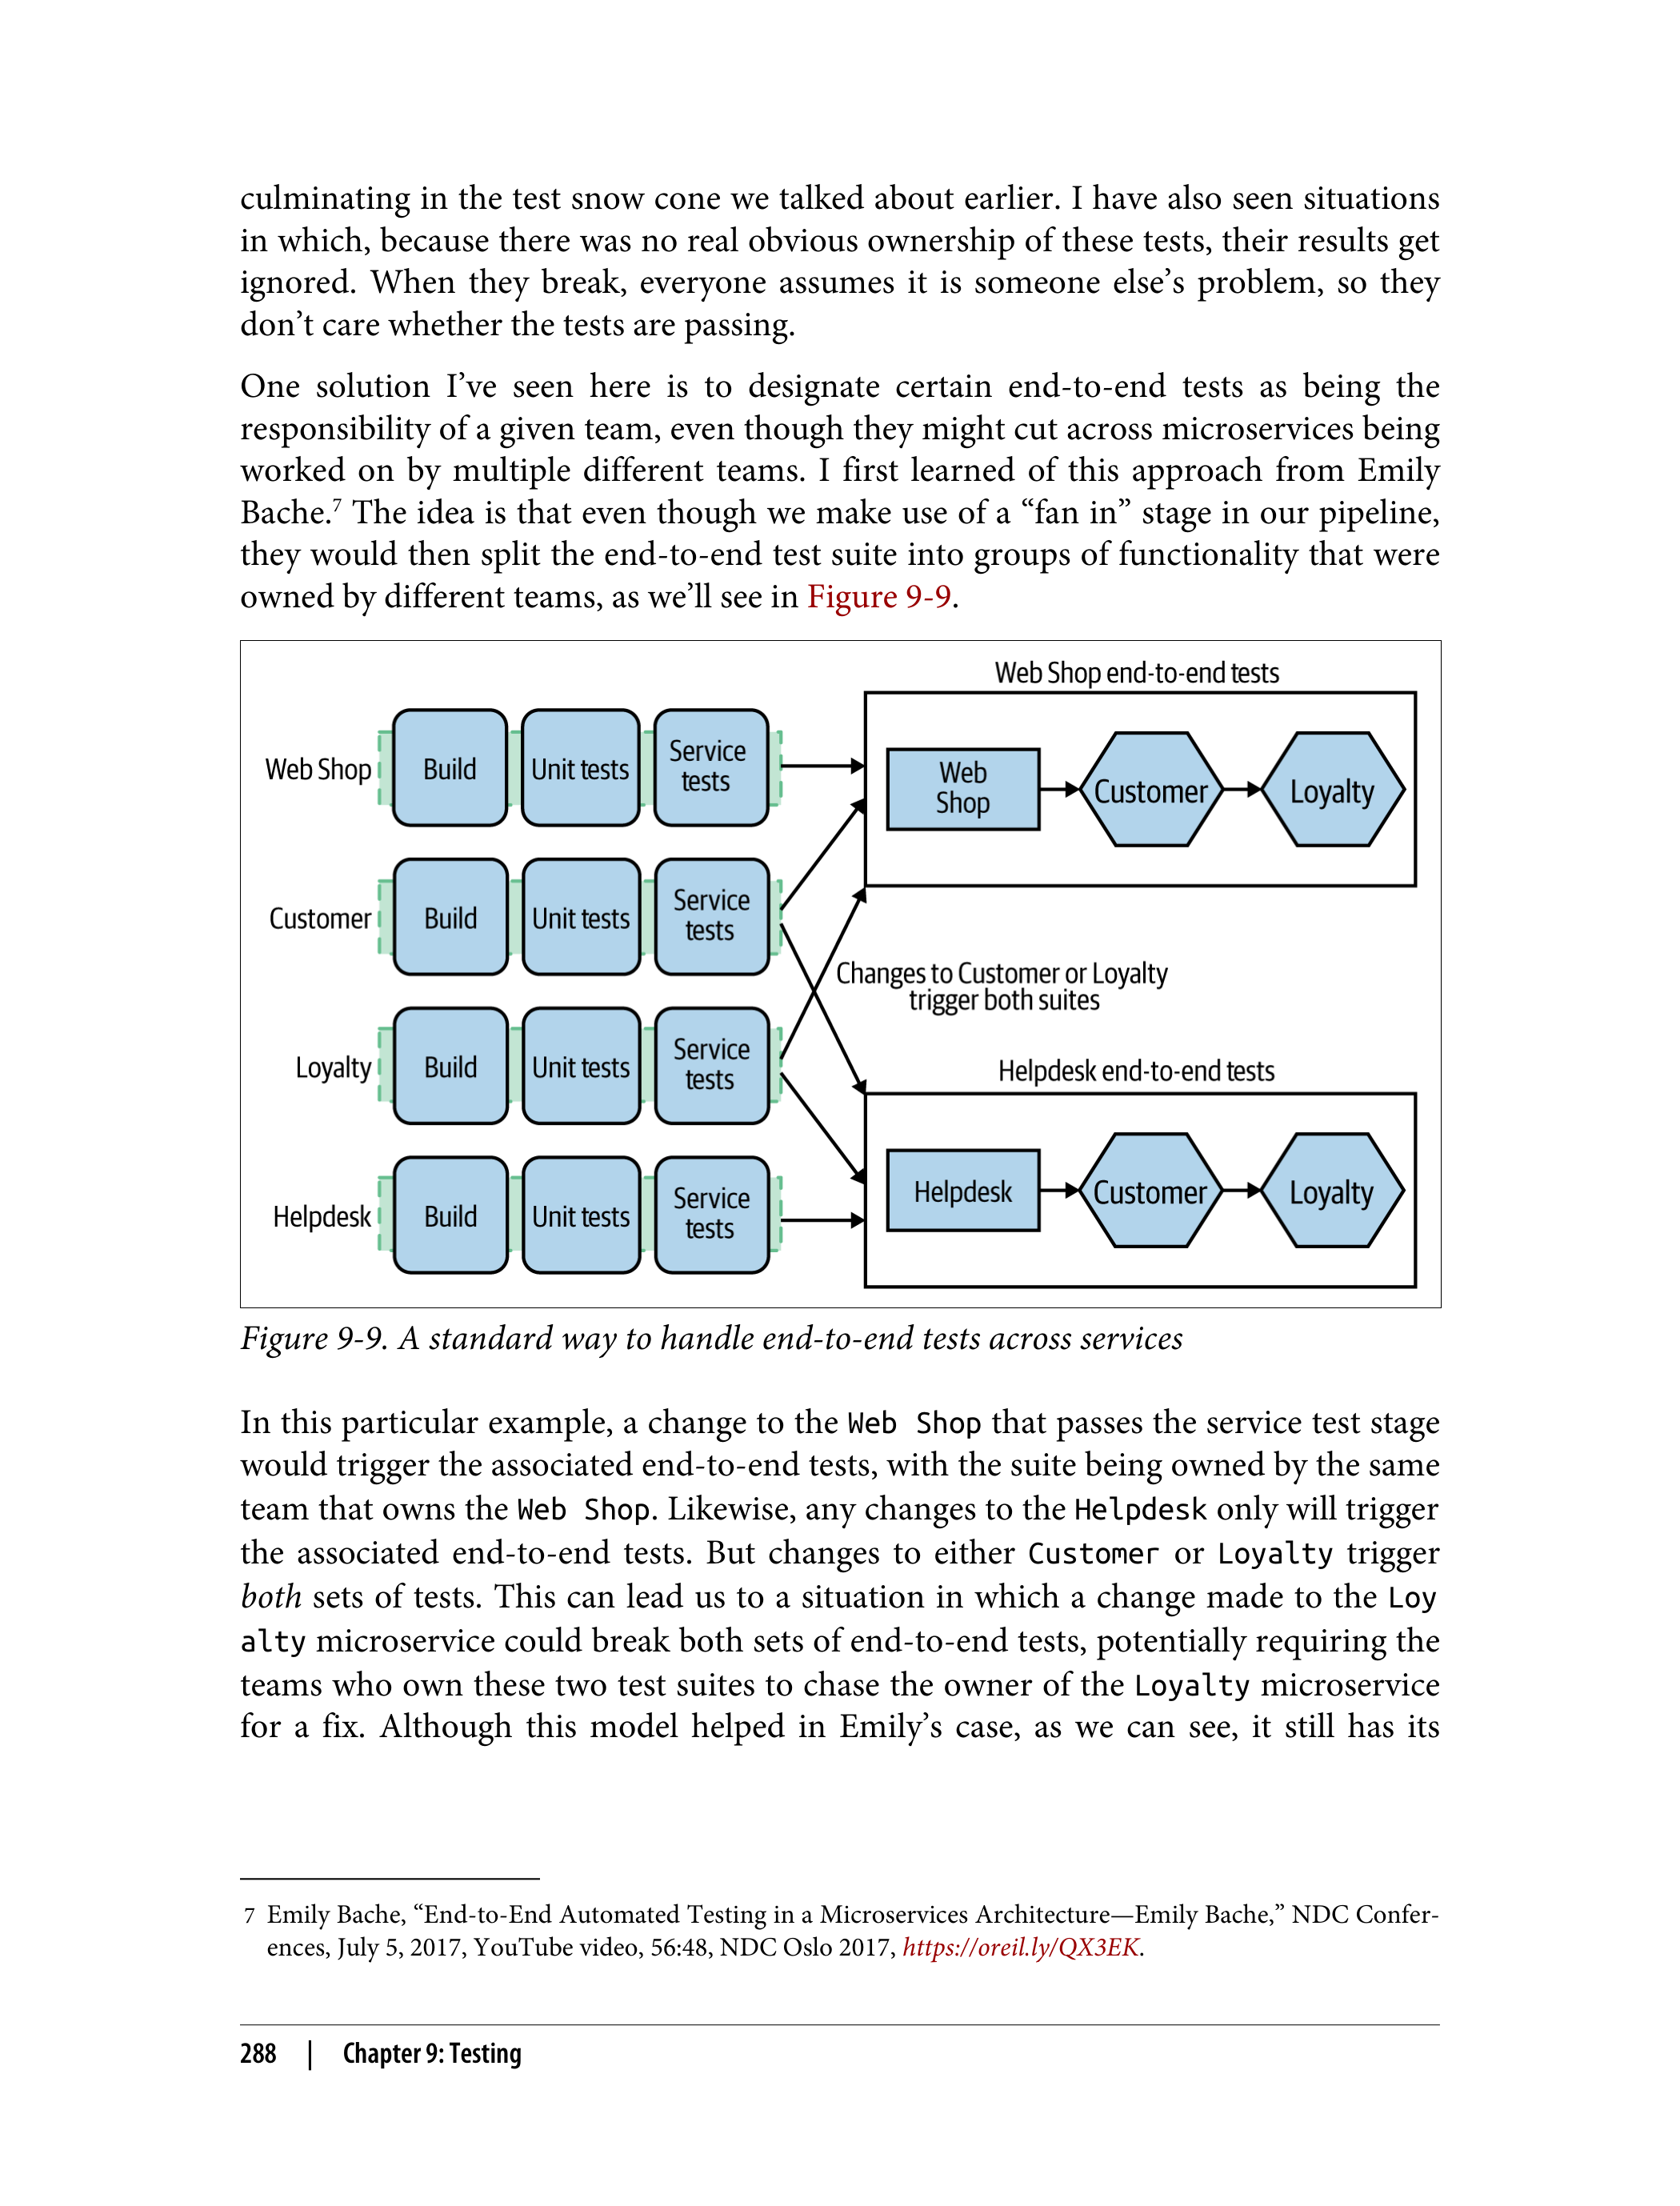 culminating in the test snow cone we talked about earlier. I have also seen situations
in which, because there was no real obvious ownership of these tests, their results get
ignored. When they break, everyone assumes it is someone else’s problem, so they
don’t care whether the tests are passing.
One solution I’ve seen here is to designate certain end-to-end tests as being the
responsibility of a given team, even though they might cut across microservices being
worked on by multiple different teams. I first learned of this approach from Emily
Bache.7 The idea is that even though we make use of a “fan in” stage in our pipeline,
they would then split the end-to-end test suite into groups of functionality that were
owned by different teams, as we’ll see in Figure 9-9.
Web Shop end-to-end tests
Web Shop
Build
Unit tests
Service
tests
Web
Shop
Customer
Loyalty
Customer
Build
Unit tests
Service
tests
Changes to Customer or Loyalty
trigger both suites
Loyalty
Build
Unit tests
Service
tests
Helpdesk end-to-end tests
Helpdesk
Build
Unit tests
Service
tests
Helpdesk
Customer
Loyalty
Figure 9-9. A standard way to handle end-to-end tests across services
In this particular example, a change to the Web Shop that passes the service test stage
would trigger the associated end-to-end tests, with the suite being owned by the same
team that owns the Web Shop. Likewise, any changes to the Helpdesk only will trigger
the associated end-to-end tests. But changes to either Customer or Loyalty trigger
both sets of tests. This can lead us to a situation in which a change made to the Loy
alty microservice could break both sets of end-to-end tests, potentially requiring the
teams who own these two test suites to chase the owner of the Loyalty microservice
for a fix. Although this model helped in Emily’s case, as we can see, it still has its
7 Emily Bache, “End-to-End Automated Testing in a Microservices Architecture—Emily Bache,” NDC Confer-
ences, July 5, 2017, YouTube video, 56:48, NDC Oslo 2017, https://oreil.ly/QX3EK.
288 | Chapter 9: Testing